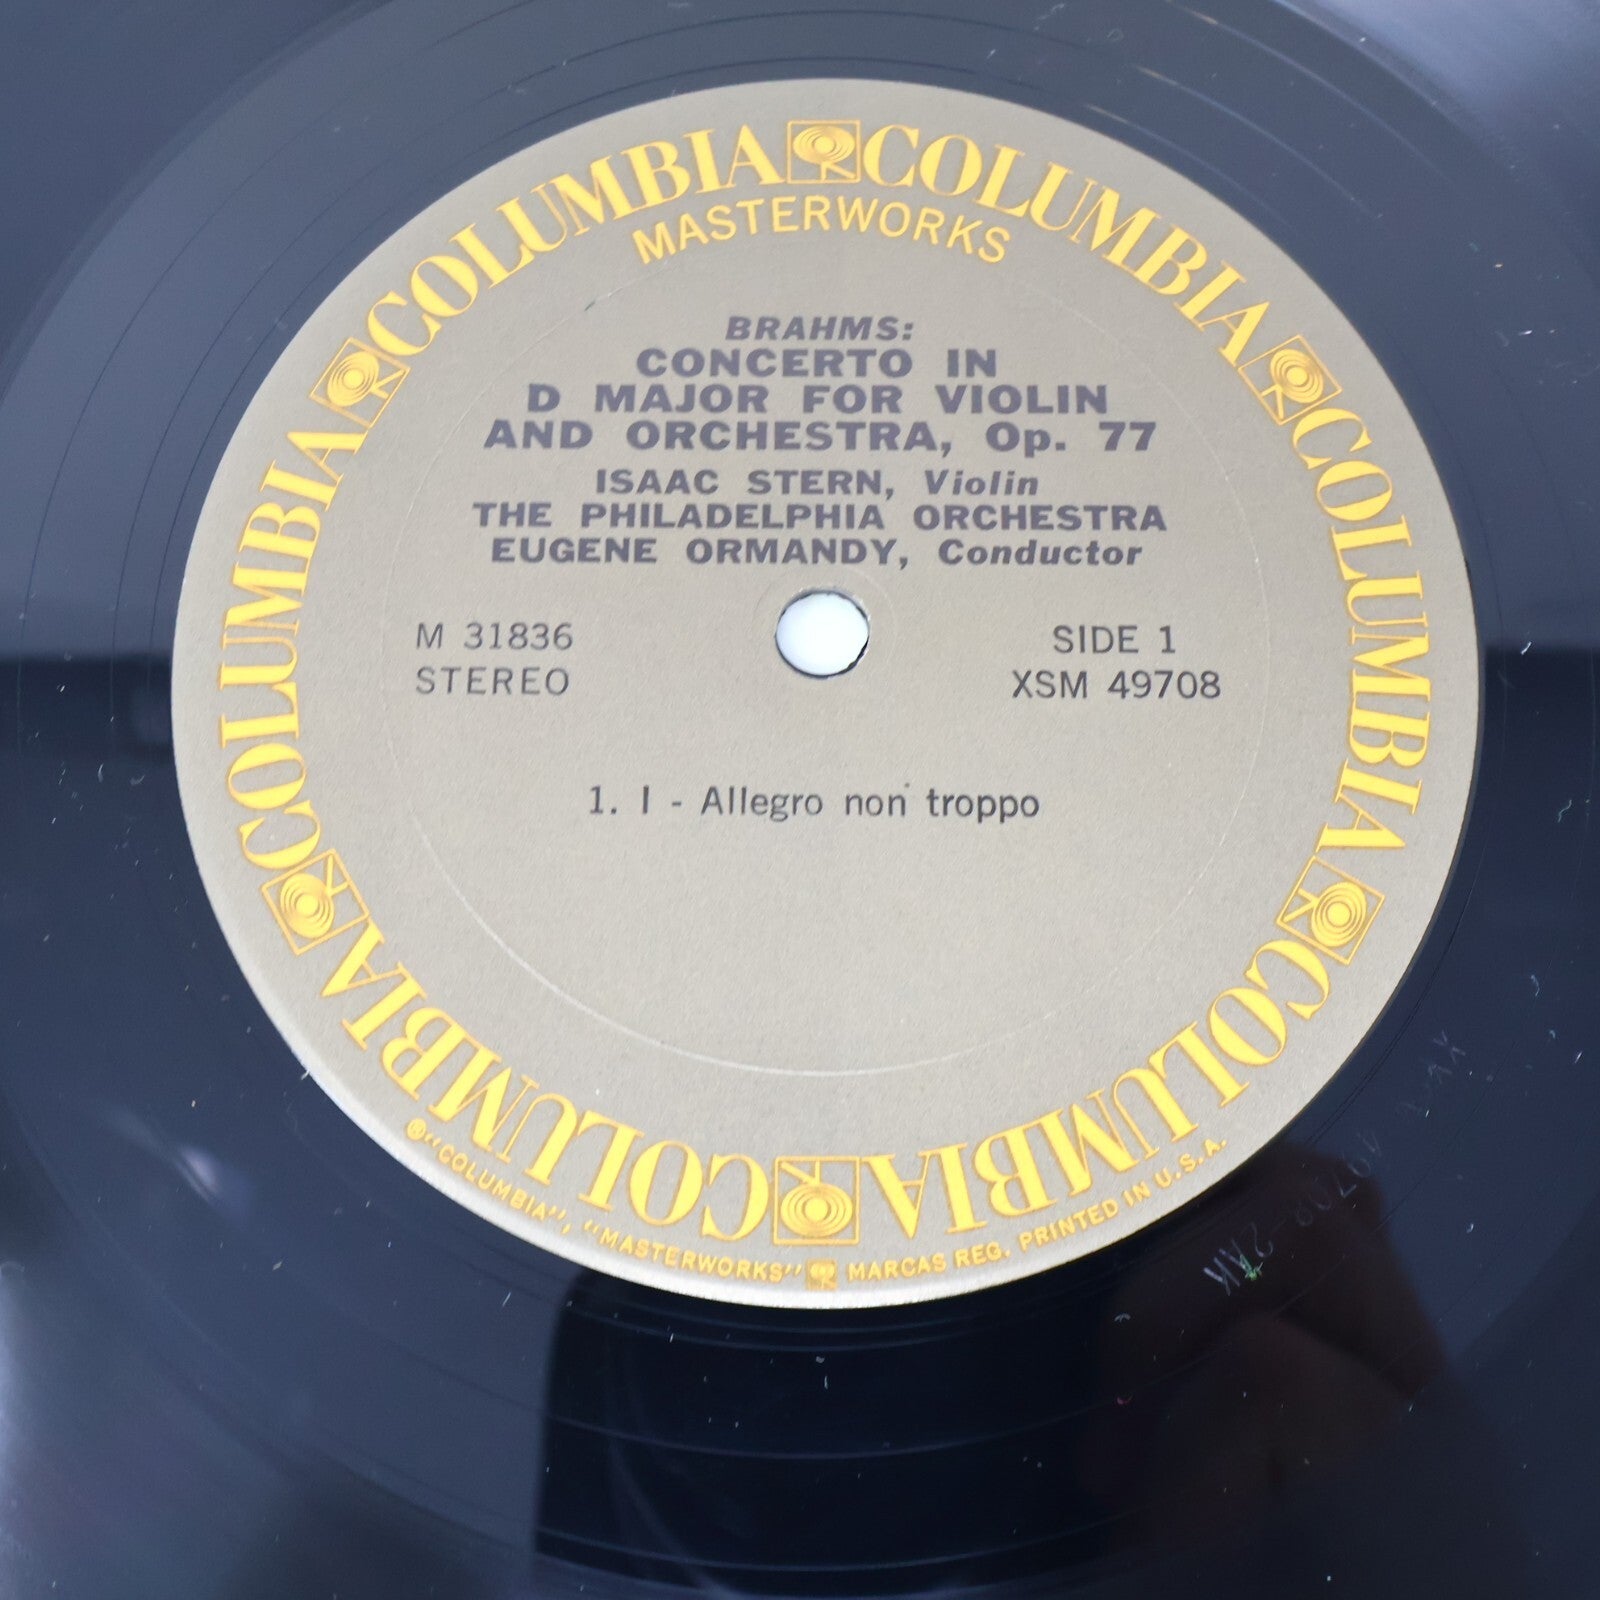 COLUMBIA COLUMBIA COLUMBIA COLUMBIA COLUMBIA COLUMBIA COLUMBIA COLUMBIA
MASTERWORKS
BRAHMS:
CONCERTO IN
D MAJOR FOR VIOLIN
AND ORCHESTRA, Op. 77
ISAAC STERN, Violin
THE PHILADELPHIA ORCHESTRA
EUGENE ORMANDY, Conductor
M 31836
STEREO
SIDE 1
XSM 49708
1. I - Allegro non troppo
® "COLUMBIA", "MASTERWORKS" MARCAS REG. PRINTED IN U.S.A.